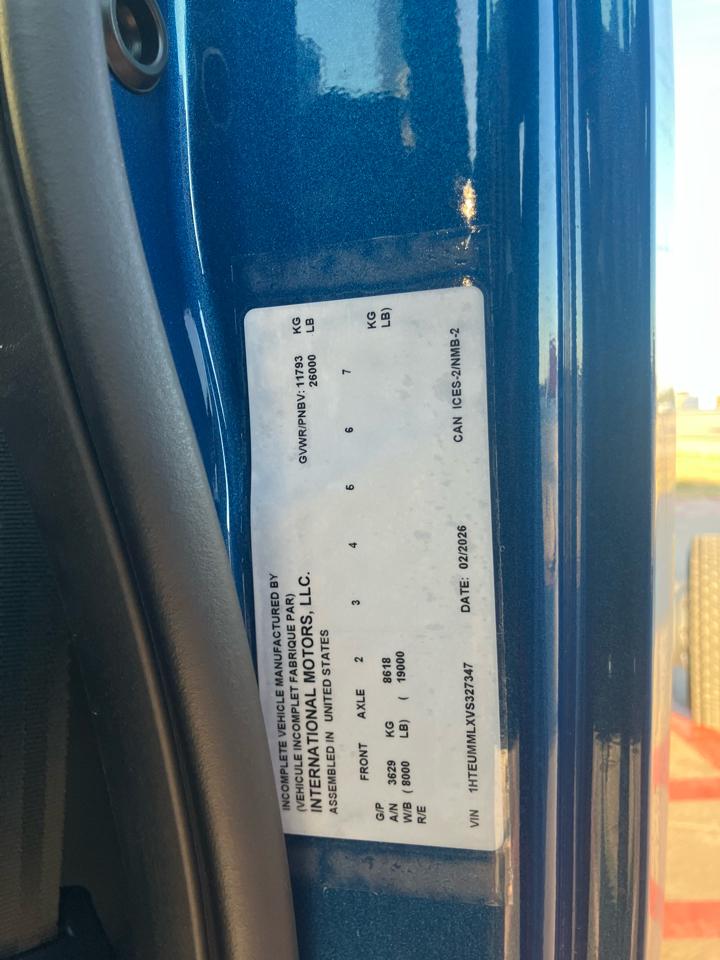 INCOMPLETE VEHICLE MANUFACTURED BY
(VEHICULE INCOMPLET FABRIQUE PAR)
INTERNATIONAL MOTORS, LLC.
ASSEMBLED IN UNITED STATES
GVWR/PNBV: 11793 KG
26000 LB
FRONT AXLE 2 3 4 5 6 7
G/P
A/N 3629 KG 8618 KG
W/B ( 8000 LB) ( 19000 LB)
R/E
VIN 1HTEUMMLXVS327347 DATE: 02/2026 CAN ICES-2/NMB-2